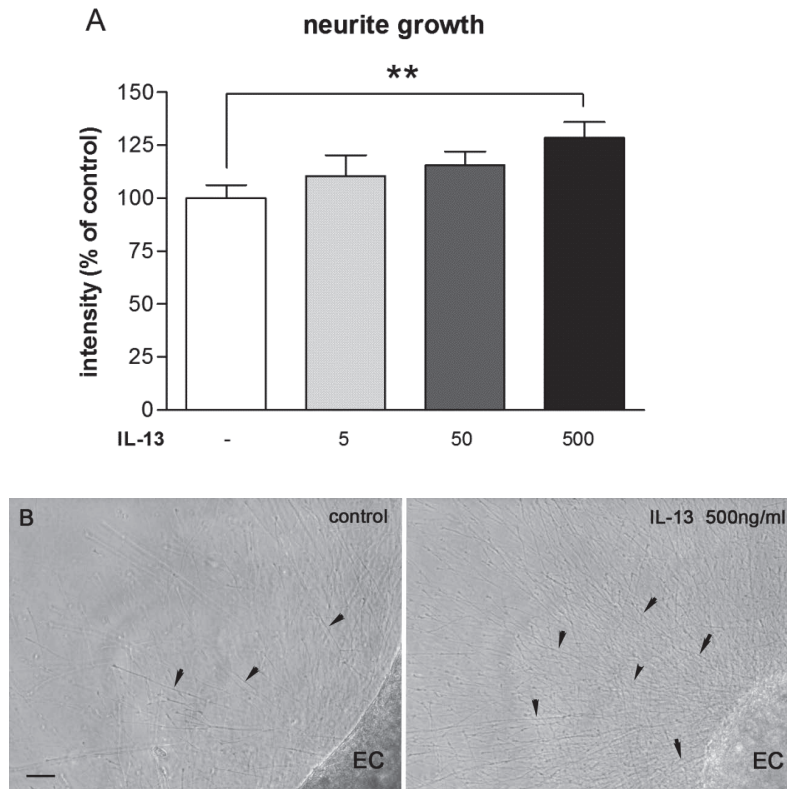 A
neurite growth
**
intensity (% of control)
150
125
100
75
50
25
0
IL-13 - 5 50 500
B control
IL-13 500ng/ml
EC
EC